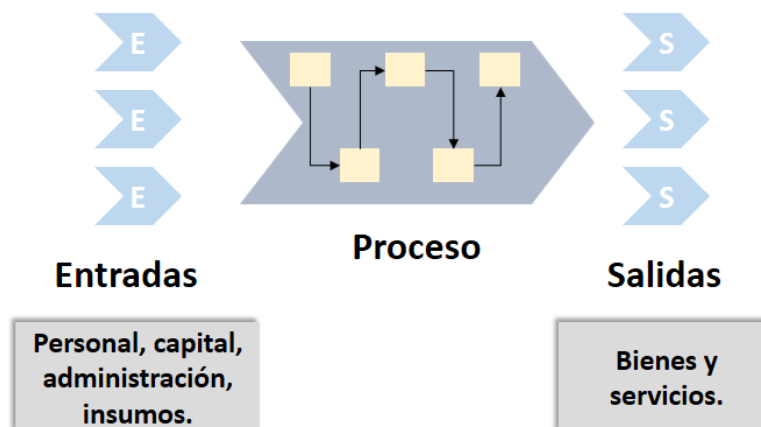 E
S
E
S
E
S
Proceso
Entradas
Salidas
Personal, capital,
administración,
insumos.
Bienes y
servicios.